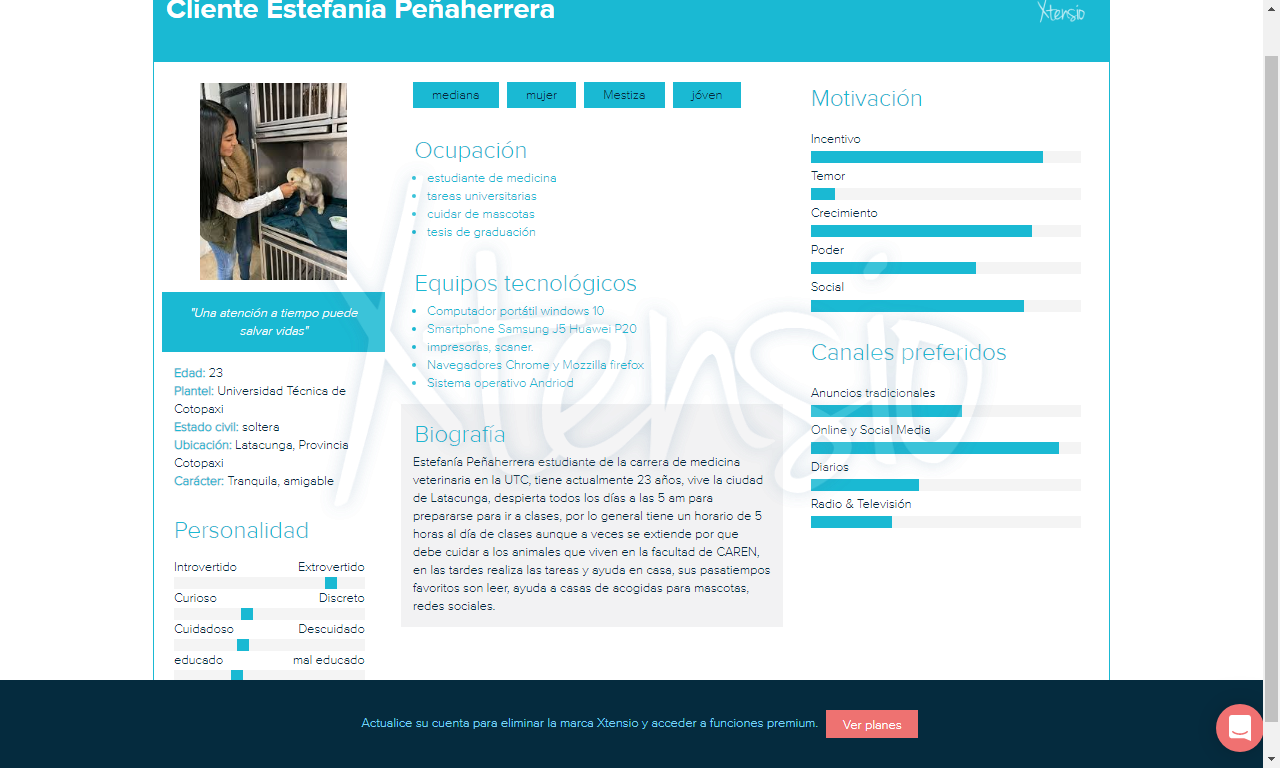 Cliente Estefanía Peñaherrera
Xtensio
"Una atención a tiempo puede
salvar vidas"
Edad: 23
Plantel: Universidad Técnica de
Cotopaxi
Estado civil: soltera
Ubicación: Latacunga, Provincia
Cotopaxi
Carácter: Tranquila, amigable
Personalidad
Introvertido Extrovertido
Curioso Discreto
Cuidadoso Descuidado
educado mal educado
mediana mujer Mestiza jóven
Ocupación
estudiante de medicina
tareas universitarias
cuidar de mascotas
tesis de graduación
Equipos tecnológicos
Computador portátil windows 10
Smartphone Samsung J5 Huawei P20
impresoras, scaner.
Navegadores Chrome y Mozzilla firefox
Sistema operativo Andriod
Biografía
Estefanía Peñaherrera estudiante de la carrera de medicina
veterinaria en la UTC, tiene actualmente 23 años, vive la ciudad
de Latacunga, despierta todos los días a las 5 am para
prepararse para ir a clases, por lo general tiene un horario de 5
horas al día de clases aunque a veces se extiende por que
debe cuidar a los animales que viven en la facultad de CAREN,
en las tardes realiza las tareas y ayuda en casa, sus pasatiempos
favoritos son leer, ayuda a casas de acogidas para mascotas,
redes sociales.
Motivación
Incentivo
Temor
Crecimiento
Poder
Social
Canales preferidos
Anuncios tradicionales
Online y Social Media
Diarios
Radio & Televisión
Xtensio
Actualice su cuenta para eliminar la marca Xtensio y acceder a funciones premium. Ver planes